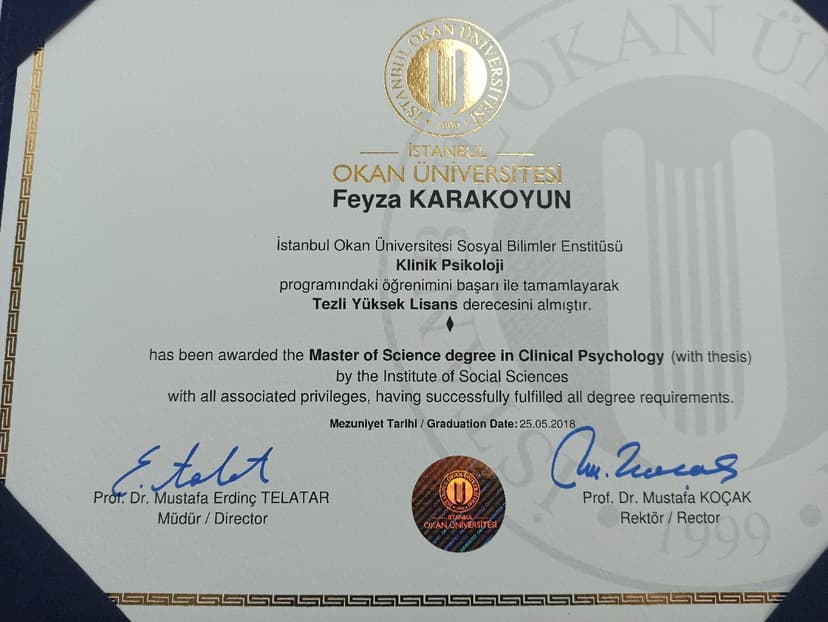 İSTANBUL OKAN ÜNİVERSİTESİ
1999
İSTANBUL
OKAN ÜNİVERSİTESİ
Feyza KARAKOYUN
İstanbul Okan Üniversitesi Sosyal Bilimler Enstitüsü
Klinik Psikoloji
programındaki öğrenimini başarı ile tamamlayarak
Tezli Yüksek Lisans derecesini almıştır.
has been awarded the Master of Science degree in Clinical Psychology (with thesis)
by the Institute of Social Sciences
with all associated privileges, having successfully fulfilled all degree requirements.
Mezuniyet Tarihi / Graduation Date: 25.05.2018
E. Telatar
Prof. Dr. Mustafa Erdinç TELATAR
Müdür / Director
İSTANBUL
OKAN ÜNİVERSİTESİ
Prof. Dr. Mustafa KOÇAK
Rektör / Rector
1999